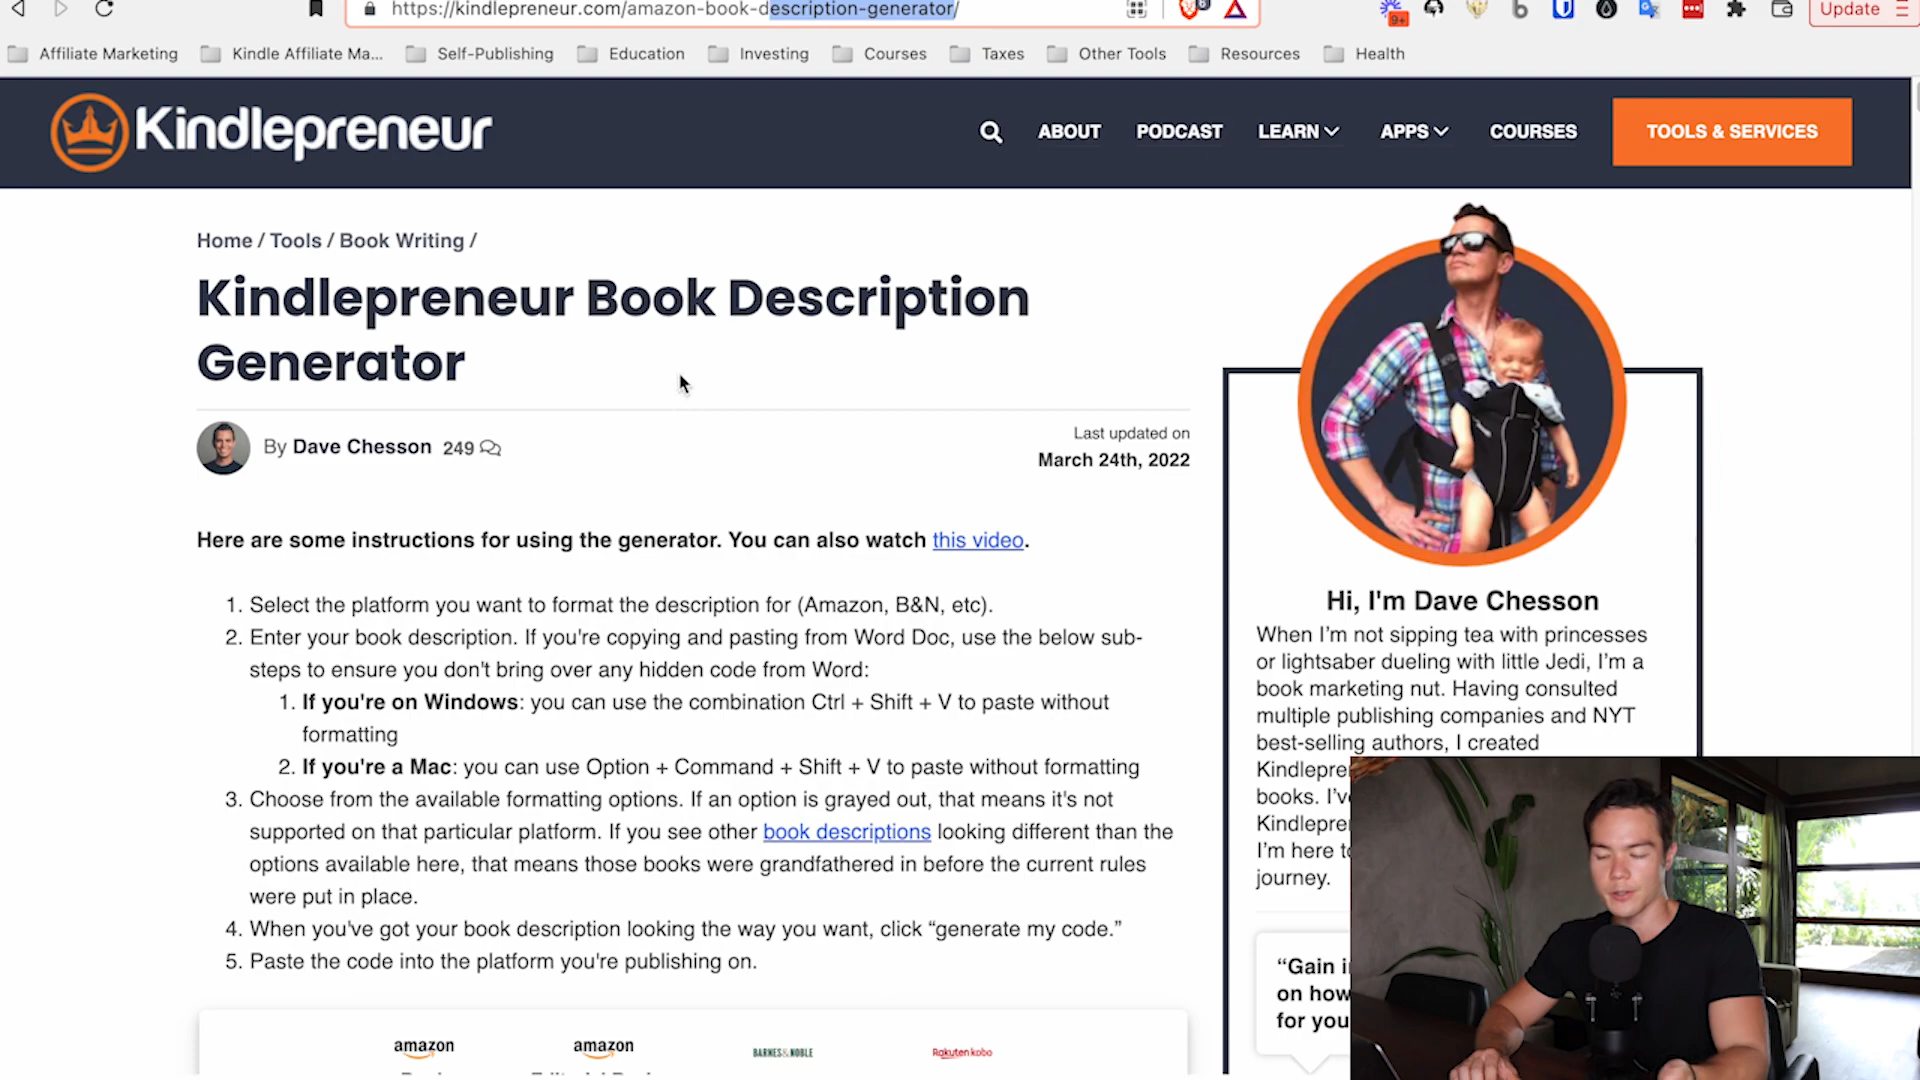 https://kindlepreneur.com/amazon-book-description-generator/
9+
6
Update
Affiliate Marketing
Kindle Affiliate Ma...
Self-Publishing
Education
Investing
Courses
Taxes
Other Tools
Resources
Health
Kindlepreneur
ABOUT
PODCAST
LEARN
APPS
COURSES
TOOLS & SERVICES
Home / Tools / Book Writing /
Kindlepreneur Book Description
Generator
By Dave Chesson 249
Last updated on
March 24th, 2022
Here are some instructions for using the generator. You can also watch this video.
1. Select the platform you want to format the description for (Amazon, B&N, etc).
2. Enter your book description. If you're copying and pasting from Word Doc, use the below sub-
steps to ensure you don't bring over any hidden code from Word:
1. If you're on Windows: you can use the combination Ctrl + Shift + V to paste without
formatting
2. If you're a Mac: you can use Option + Command + Shift + V to paste without formatting
3. Choose from the available formatting options. If an option is grayed out, that means it's not
supported on that particular platform. If you see other book descriptions looking different than the
options available here, that means those books were grandfathered in before the current rules
were put in place.
4. When you've got your book description looking the way you want, click “generate my code.”
5. Paste the code into the platform you're publishing on.
amazon
amazon
BARNES & NOBLE
Rakuten kobo
Hi, I'm Dave Chesson
When I’m not sipping tea with princesses
or lightsaber dueling with little Jedi, I’m a
book marketing nut. Having consulted
multiple publishing companies and NYT
best-selling authors, I created
Kindlepre
books. I’v
Kindlepre
I’m here to
journey.
“Gain i
on how
for you